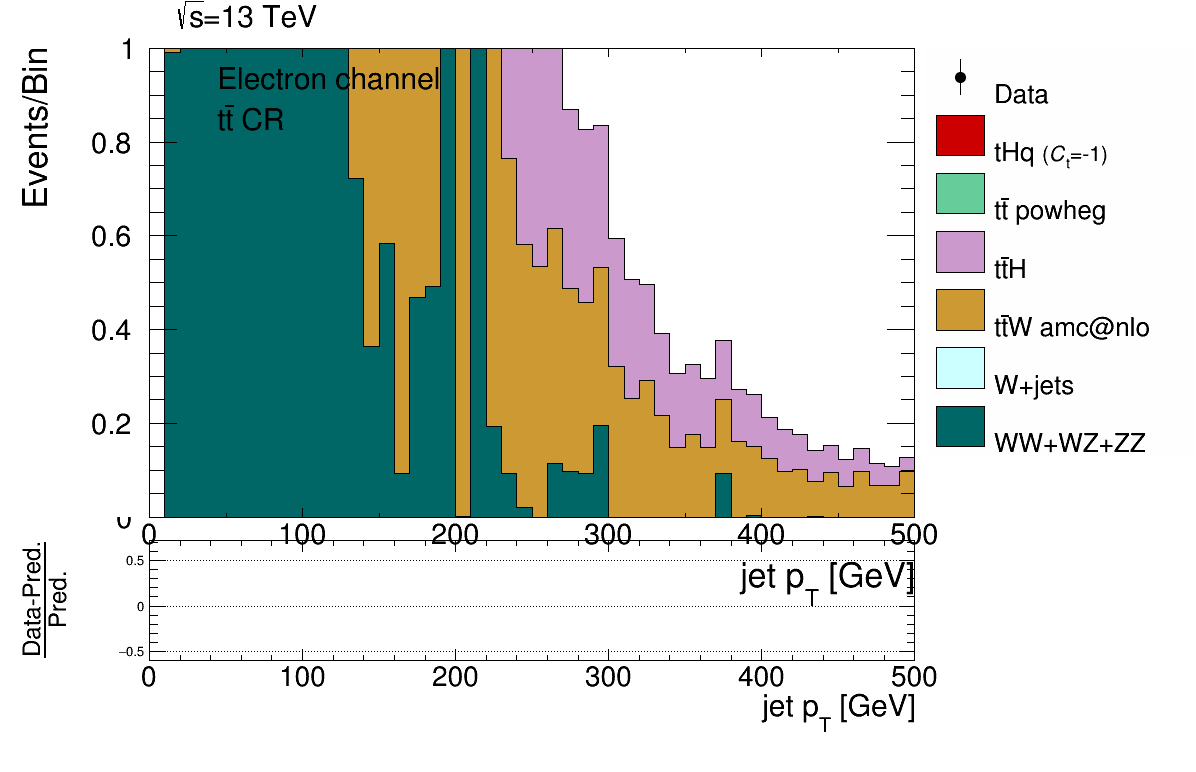 √s=13 TeV
Events/Bin
1
0.8
0.6
0.4
0.2
0
Electron channel
tt̄ CR
0 100 200 300 400 500
jet p_T [GeV]
Data
tHq (C_t=-1)
tt̄ powheg
tt̄H
tt̄W amc@nlo
W+jets
WW+WZ+ZZ
Data-Pred.
Pred.
0.5
0
−0.5
0 100 200 300 400 500
jet p_T [GeV]